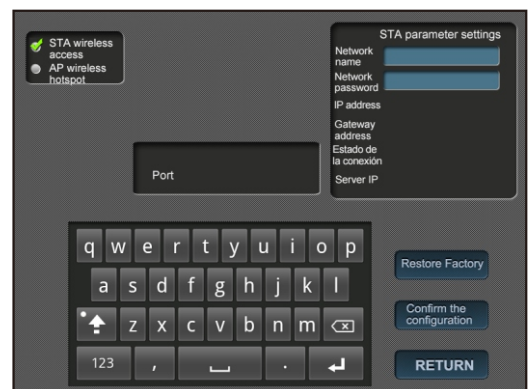 STA wireless
access
AP wireless
hotspot
STA parameter settings
Network
name
Network
password
IP address
Gateway
address
Estado de
la conexión
Server IP
Port
q w e r t y u i o p
a s d f g h j k l
z x c v b n m
123 , .
Restore Factory
Confirm the
configuration
RETURN